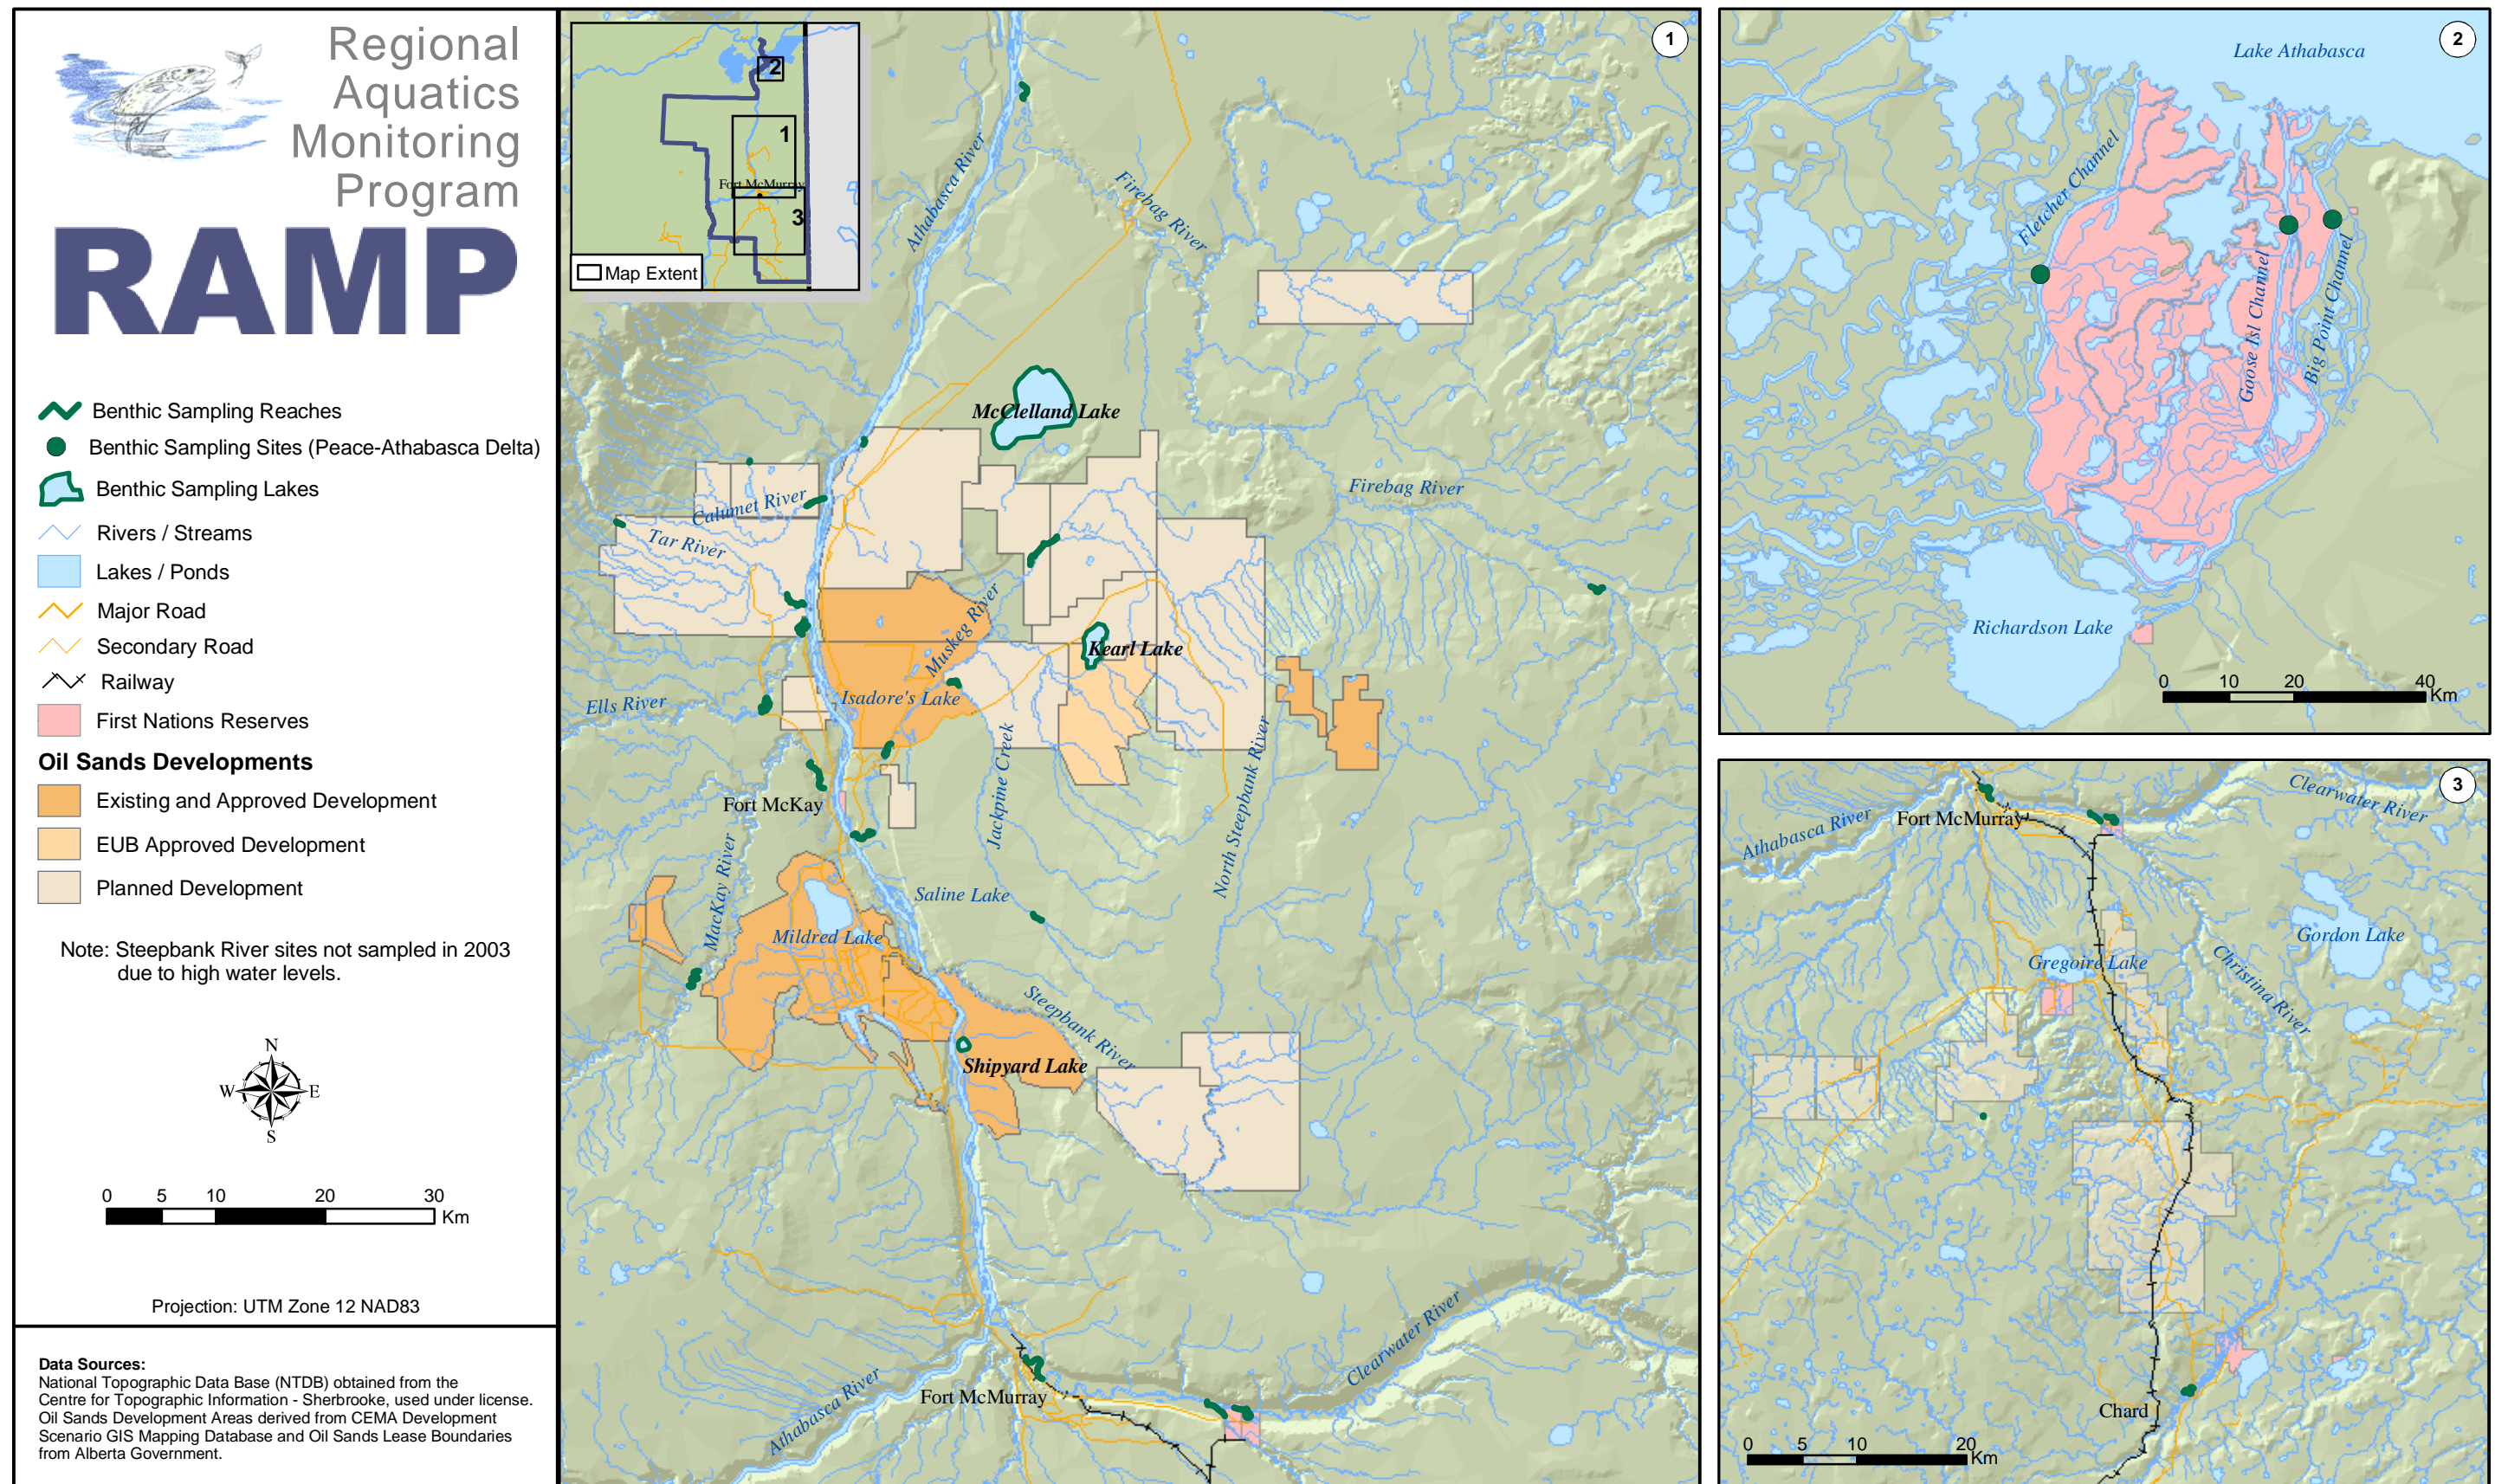 Regional
Aquatics
Monitoring
Program
RAMP
Benthic Sampling Reaches
Benthic Sampling Sites (Peace-Athabasca Delta)
Benthic Sampling Lakes
Rivers / Streams
Lakes / Ponds
Major Road
Secondary Road
Railway
First Nations Reserves
Oil Sands Developments
Existing and Approved Development
EUB Approved Development
Planned Development
Note: Steepbank River sites not sampled in 2003
due to high water levels.
N
W E
S
0 5 10 20 30
Km
Projection: UTM Zone 12 NAD83
Data Sources:
National Topographic Data Base (NTDB) obtained from the
Centre for Topographic Information - Sherbrooke, used under license.
Oil Sands Development Areas derived from CEMA Development
Scenario GIS Mapping Database and Oil Sands Lease Boundaries
from Alberta Government.
1
2
1
Fort McMurray
3
Map Extent
Athabasca River
Firebag River
McClelland Lake
Calumet River
Firebag River
Tar River
Muskeg River
Kearl Lake
Isadore's Lake
Ells River
Jackpine Creek
North Steepbank River
Fort McKay
MacKay River
Saline Lake
Mildred Lake
Steepbank River
Shipyard Lake
Clearwater River
Athabasca River
Fort McMurray
2
Lake Athabasca
Fletcher Channel
Goose Isl Channel
Big Point Channel
Richardson Lake
0 10 20 40
Km
3
Clearwater River
Athabasca River
Fort McMurray
Gordon Lake
Gregoire Lake
Christina River
Chard
0 5 10 20
Km